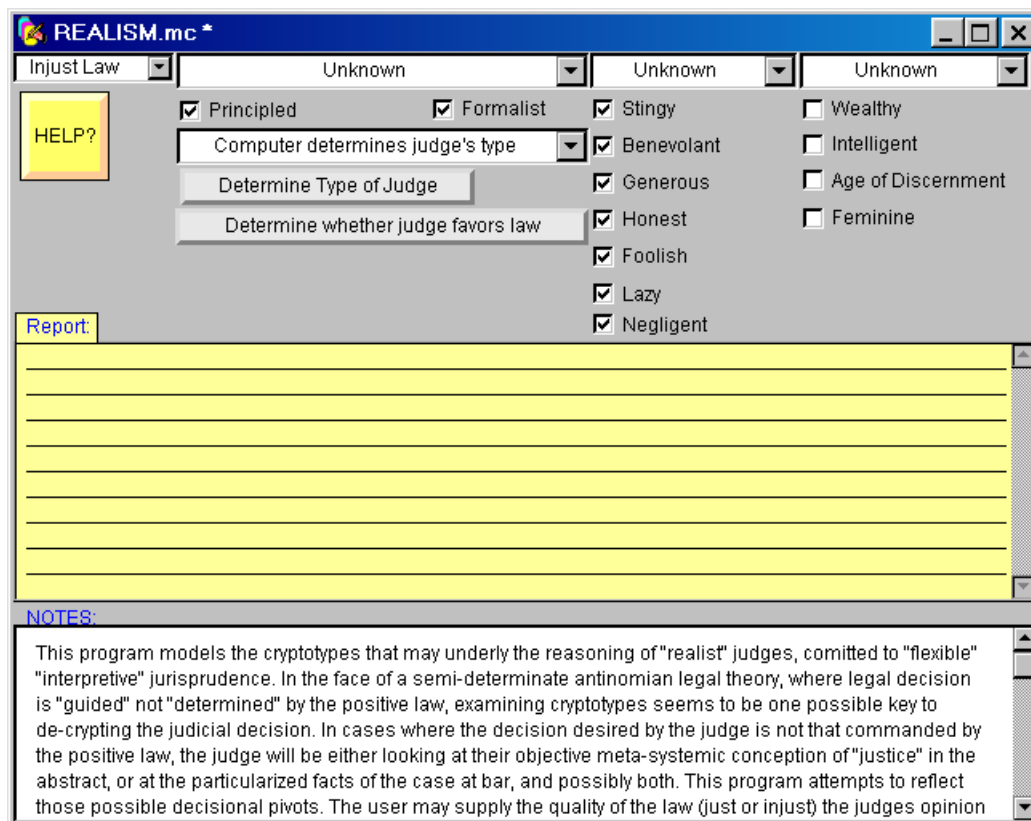 REALISM.mc *
Injust Law
Unknown
Unknown
Unknown
HELP?
Principled
Formalist
Computer determines judge's type
Determine Type of Judge
Determine whether judge favors law
Stingy
Benevolant
Generous
Honest
Foolish
Lazy
Negligent
Wealthy
Intelligent
Age of Discernment
Feminine
Report:
NOTES:
This program models the cryptotypes that may underly the reasoning of "realist" judges, comitted to "flexible"
"interpretive" jurisprudence. In the face of a semi-determinate antinomian legal theory, where legal decision
is "guided" not "determined" by the positive law, examining cryptotypes seems to be one possible key to
de-crypting the judicial decision. In cases where the decision desired by the judge is not that commanded by
the positive law, the judge will be either looking at their objective meta-systemic conception of "justice" in the
abstract, or at the particularized facts of the case at bar, and possibly both. This program attempts to reflect
those possible decisional pivots. The user may supply the quality of the law (just or injust) the judges opinion